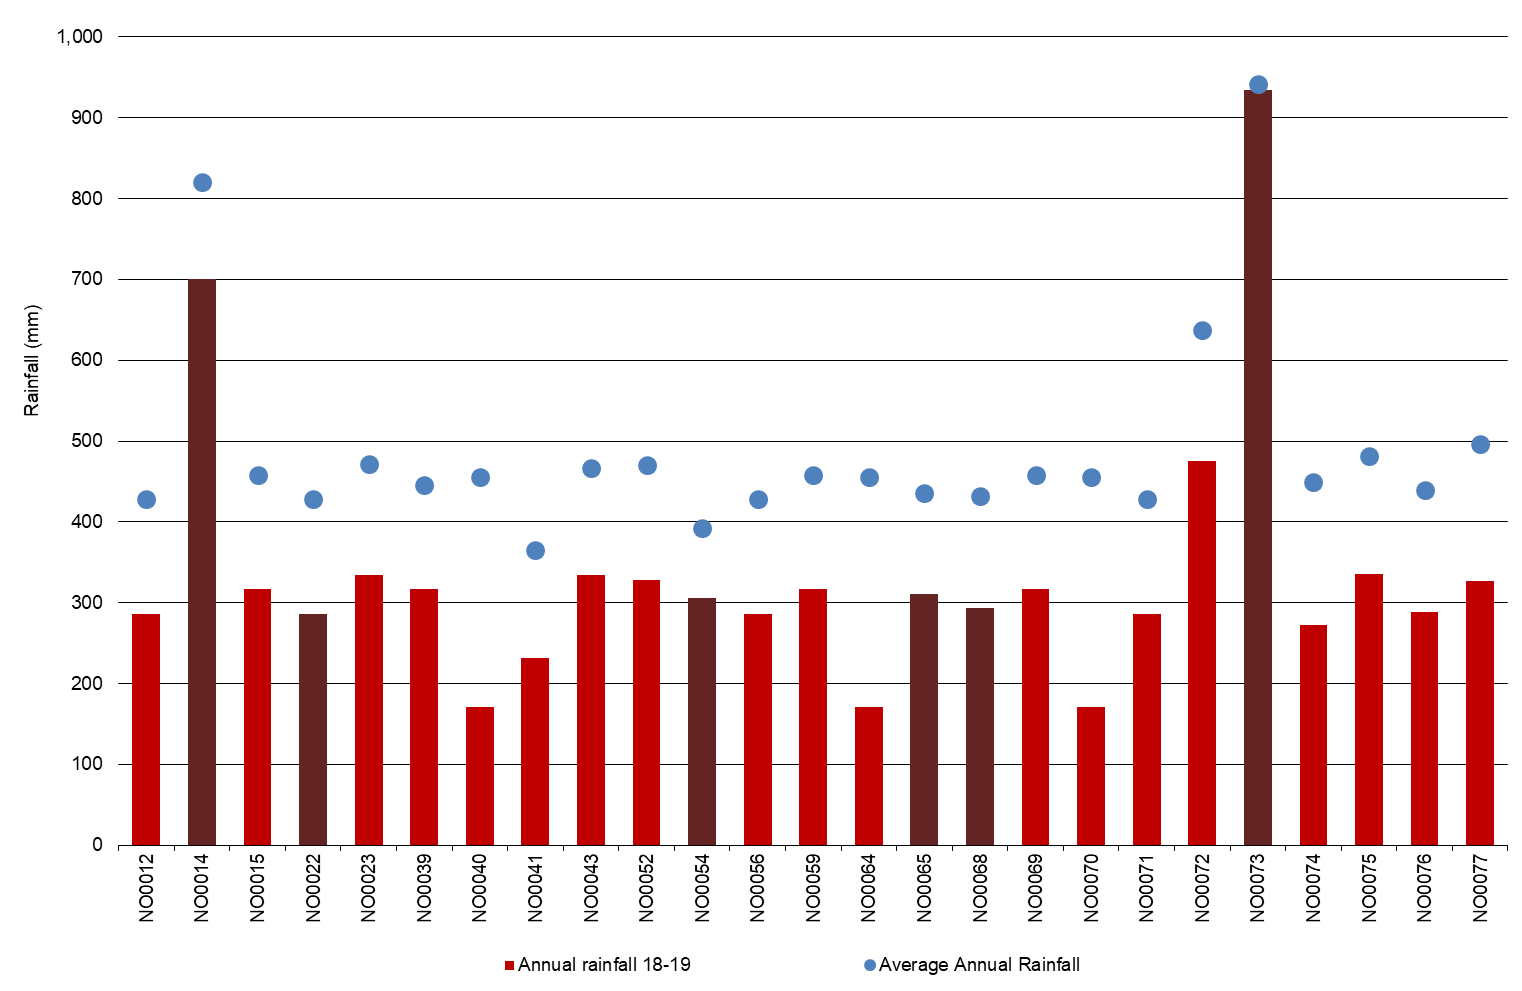 1,000
900
800
700
600
500
400
300
200
100
0
Rainfall (mm)
NO0012
NO0014
NO0015
NO0022
NO0023
NO0039
NO0040
NO0041
NO0043
NO0052
NO0054
NO0056
NO0059
NO0064
NO0065
NO0068
NO0069
NO0070
NO0071
NO0072
NO0073
NO0074
NO0075
NO0076
NO0077
Annual rainfall 18-19
Average Annual Rainfall